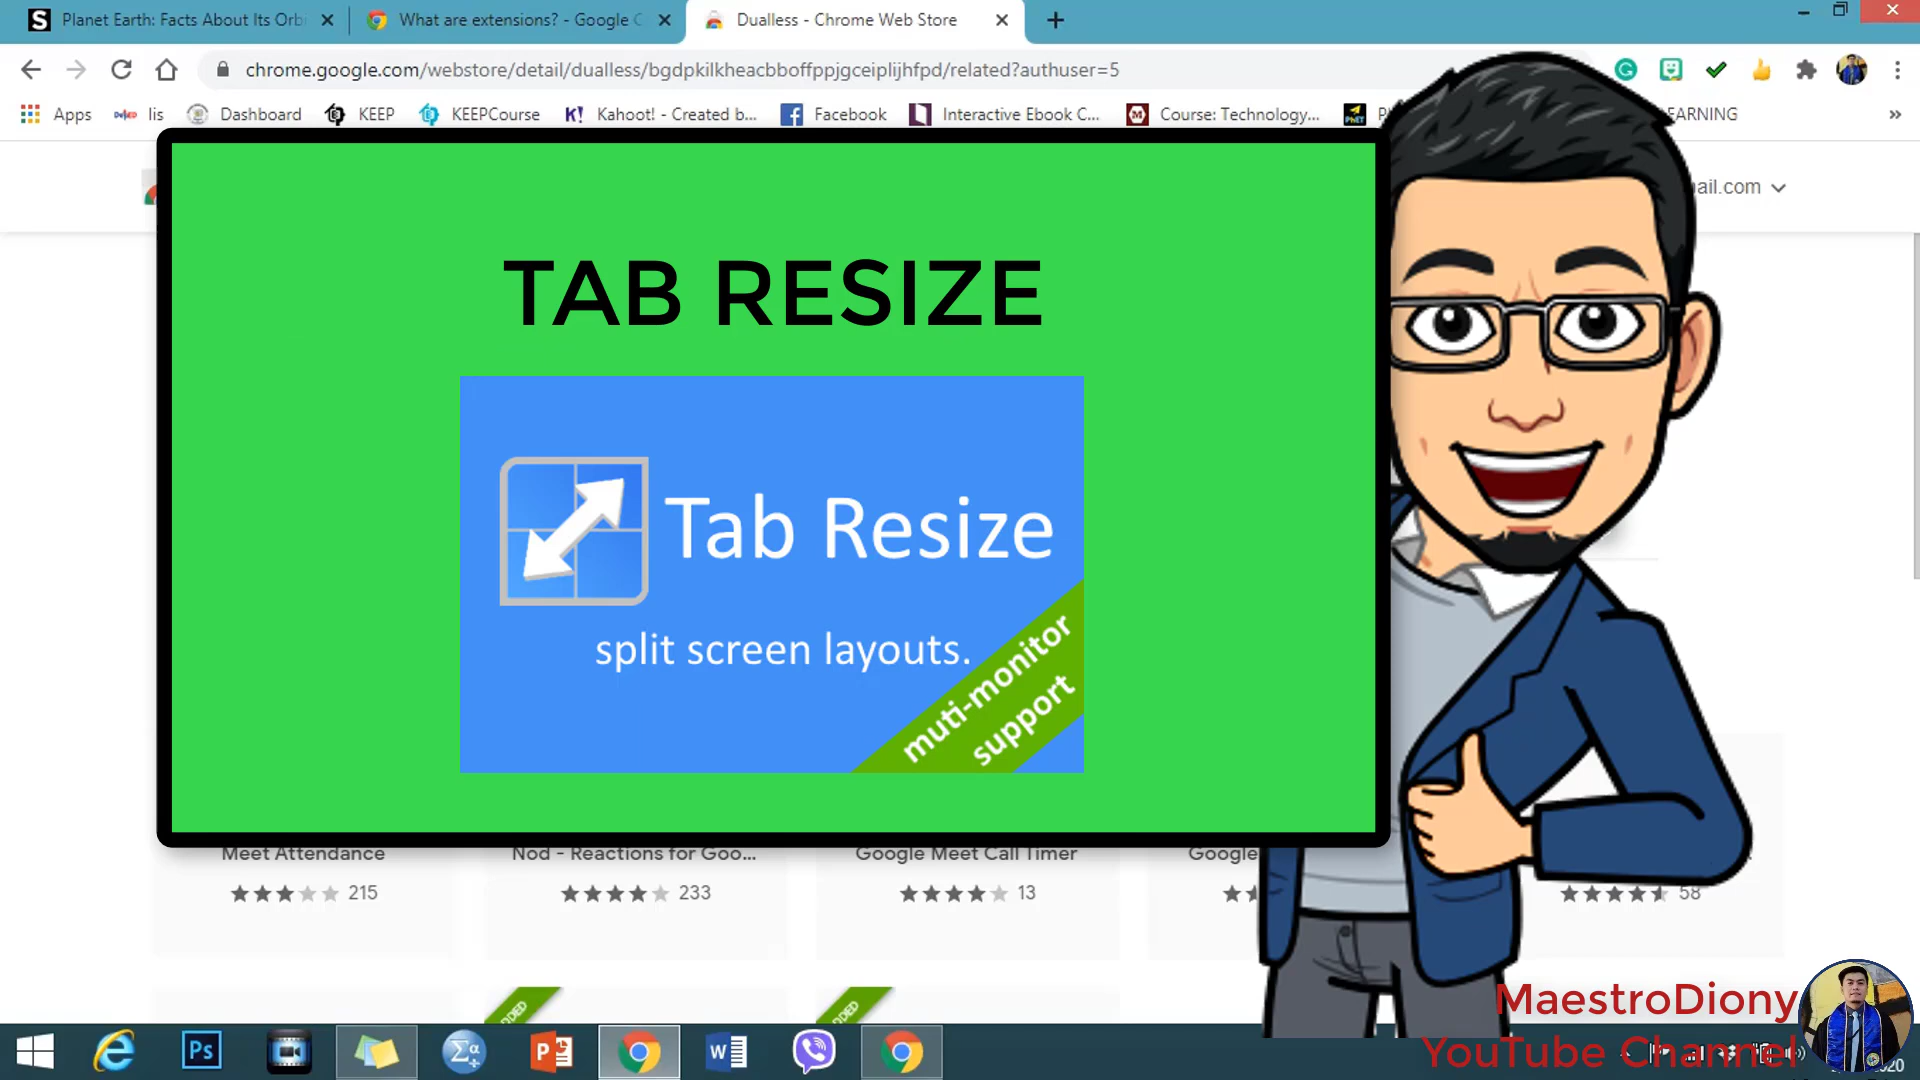 Planet Earth: Facts About Its Orbi
What are extensions? - Google C
Dualless - Chrome Web Store
chrome.google.com/webstore/detail/dualless/bgdpkilkheacbboffppjgceiplijhfpd/related?authuser=5
Apps
lis
Dashboard
KEEP
KEEPCourse
Kahoot! - Created b...
Facebook
Interactive Ebook C...
Course: Technology...
EARNING
ail.com
TAB RESIZE
Tab Resize
split screen layouts.
muti-monitor
support
Meet Attendance
Nod - Reactions for Goo...
Google Meet Call Timer
Google
215
233
13
58
MaestroDiony
YouTube Channel